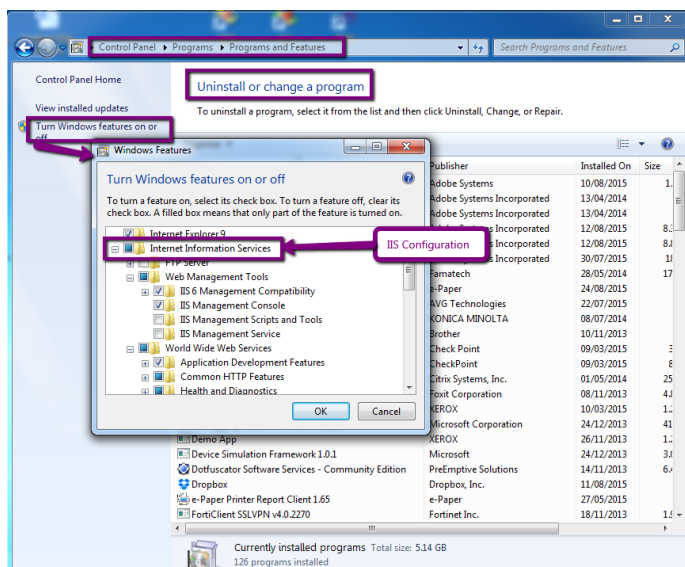 Control Panel ▸ Programs ▸ Programs and Features
Search Programs and Features
Control Panel Home
View installed updates
Turn Windows features on or
off
Uninstall or change a program
To uninstall a program, select it from the list and then click Uninstall, Change, or Repair.
Windows Features
Turn Windows features on or off
To turn a feature on, select its check box. To turn a feature off, clear its
check box. A filled box means that only part of the feature is turned on.
Internet Explorer 9
Internet Information Services
FTP Server
Web Management Tools
IIS 6 Management Compatibility
IIS Management Console
IIS Management Scripts and Tools
IIS Management Service
World Wide Web Services
Application Development Features
Common HTTP Features
Health and Diagnostics
OK Cancel
IIS Configuration
Publisher Installed On Size
Adobe Systems 10/08/2015 1.
Adobe Systems Incorporated 13/04/2014
Adobe Systems Incorporated 13/04/2014
Systems Incorporated 12/08/2015 8.
Systems Incorporated 12/08/2015 8.
Systems Incorporated 30/07/2015
Famatech 28/05/2014 17
e-Paper 24/08/2015
AVG Technologies 22/07/2015
KONICA MINOLTA 08/07/2014
Brother 10/11/2013
Check Point 09/03/2015
CheckPoint 09/03/2015
Citrix Systems, Inc. 01/05/2014 25
Foxit Corporation 08/11/2013 4.
XEROX 10/03/2015 1.
Microsoft Corporation 24/12/2013 41
Demo App XEROX 26/11/2013 1.
Device Simulation Framework 1.0.1 Microsoft 24/12/2013 3.
Dotfuscator Software Services - Community Edition PreEmptive Solutions 14/11/2013 6.
Dropbox Dropbox, Inc. 11/08/2015
e-Paper Printer Report Client 1.65 e-Paper 27/05/2015
FortiClient SSLVPN v4.0.2270 Fortinet Inc. 18/11/2013 1.
Currently installed programs Total size: 5.14 GB
126 programs installed